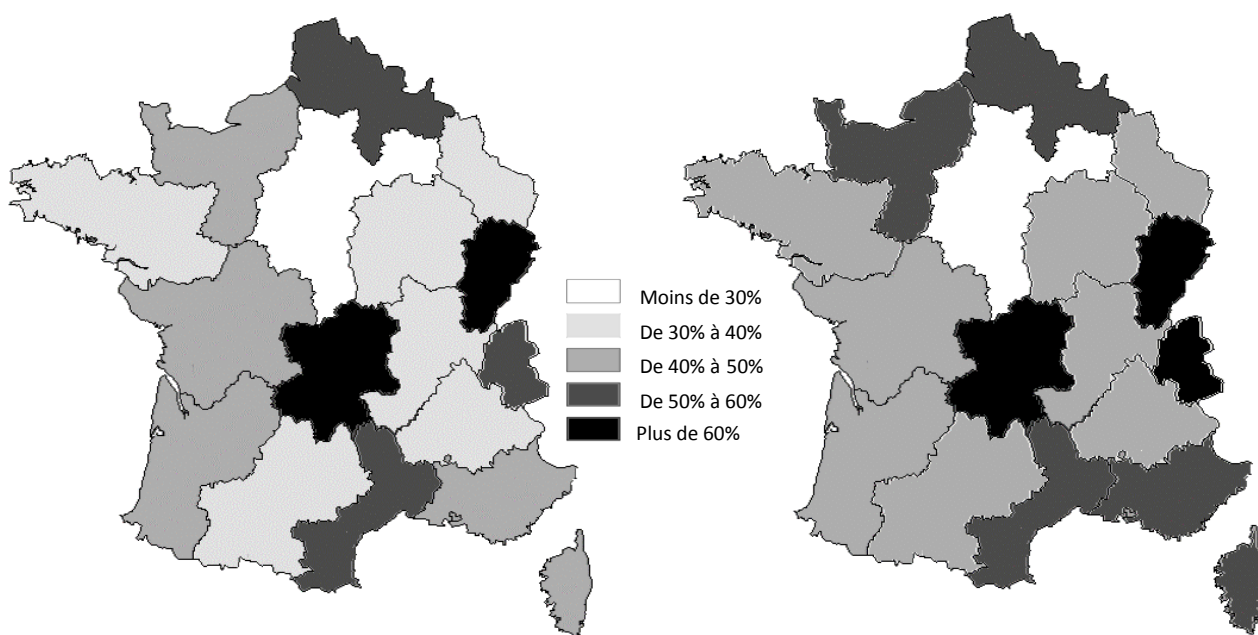 Moins de 30%
De 30% à 40%
De 40% à 50%
De 50% à 60%
Plus de 60%